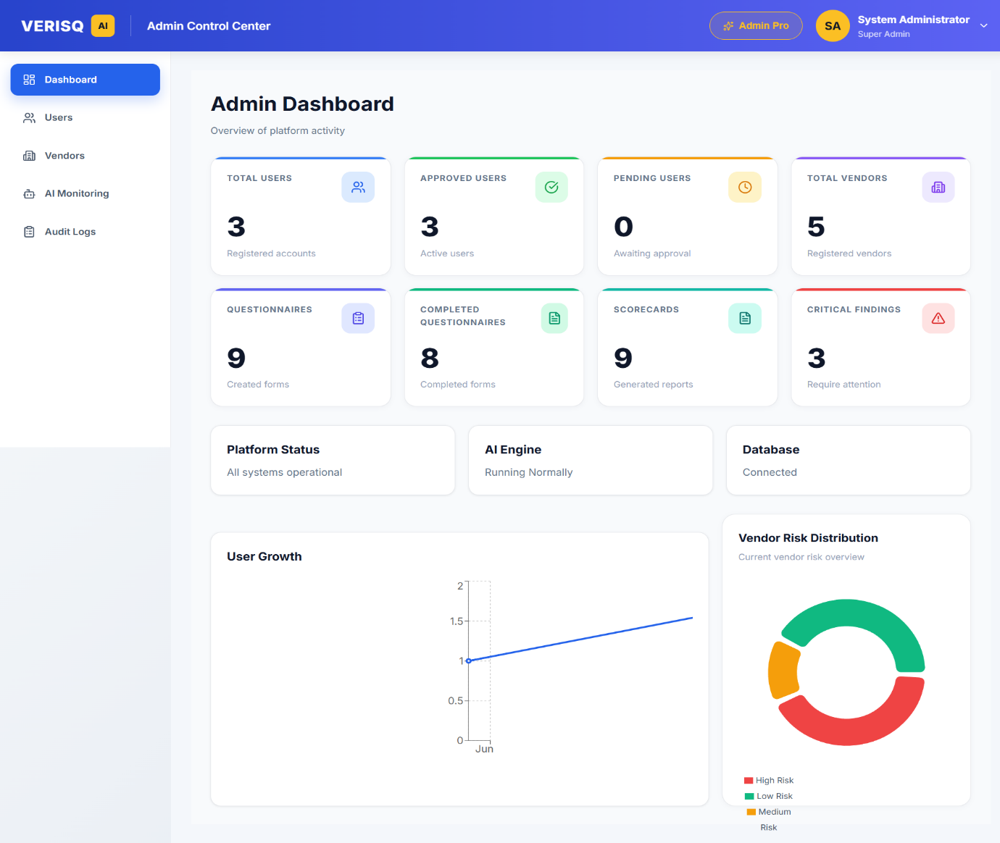 VERISQ AI
Admin Control Center
Admin Pro
SA
System Administrator
Super Admin
Dashboard
Users
Vendors
AI Monitoring
Audit Logs
Admin Dashboard
Overview of platform activity
TOTAL USERS
3
Registered accounts
APPROVED USERS
3
Active users
PENDING USERS
0
Awaiting approval
TOTAL VENDORS
5
Registered vendors
QUESTIONNAIRES
9
Created forms
COMPLETED
QUESTIONNAIRES
8
Completed forms
SCORECARDS
9
Generated reports
CRITICAL FINDINGS
3
Require attention
Platform Status
All systems operational
AI Engine
Running Normally
Database
Connected
User Growth
2
1.5
1
0.5
0
Jun
Vendor Risk Distribution
Current vendor risk overview
High Risk
Low Risk
Medium
Risk